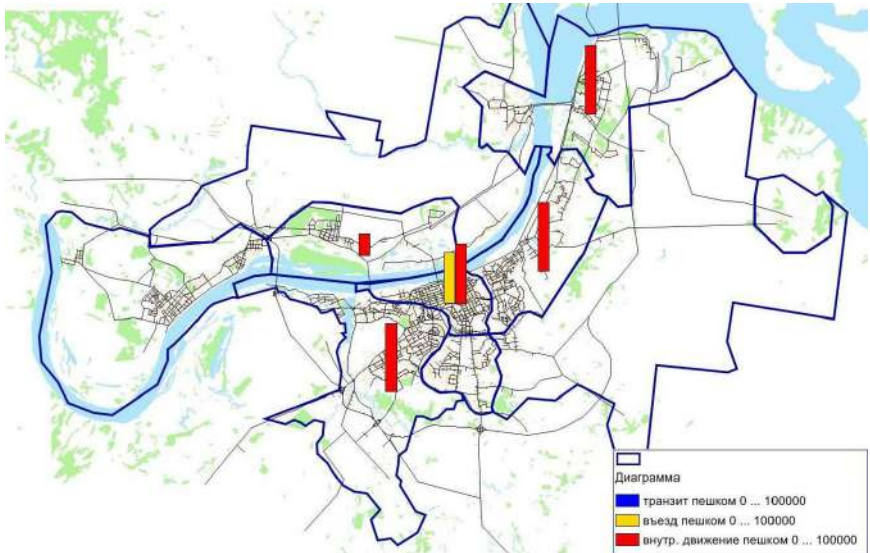 Диаграмма
транзит пешком 0 ... 100000
въезд пешком 0 ... 100000
внутр. движение пешком 0 ... 100000